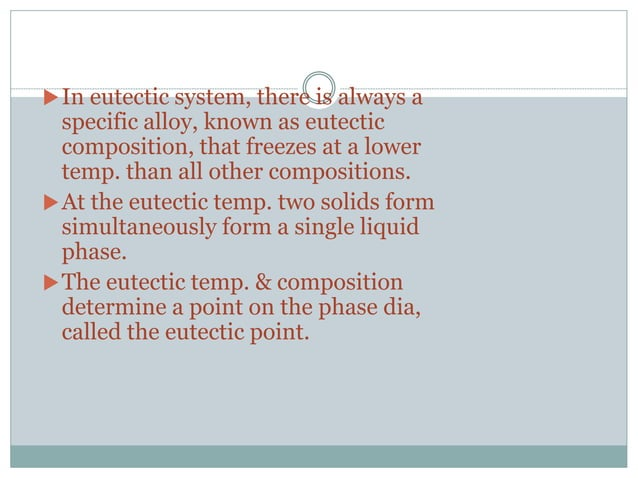 In eutectic system, there is always a
specific alloy, known as eutectic
composition, that freezes at a lower
temp. than all other compositions.
At the eutectic temp. two solids form
simultaneously form a single liquid
phase.
The eutectic temp. & composition
determine a point on the phase dia,
called the eutectic point.